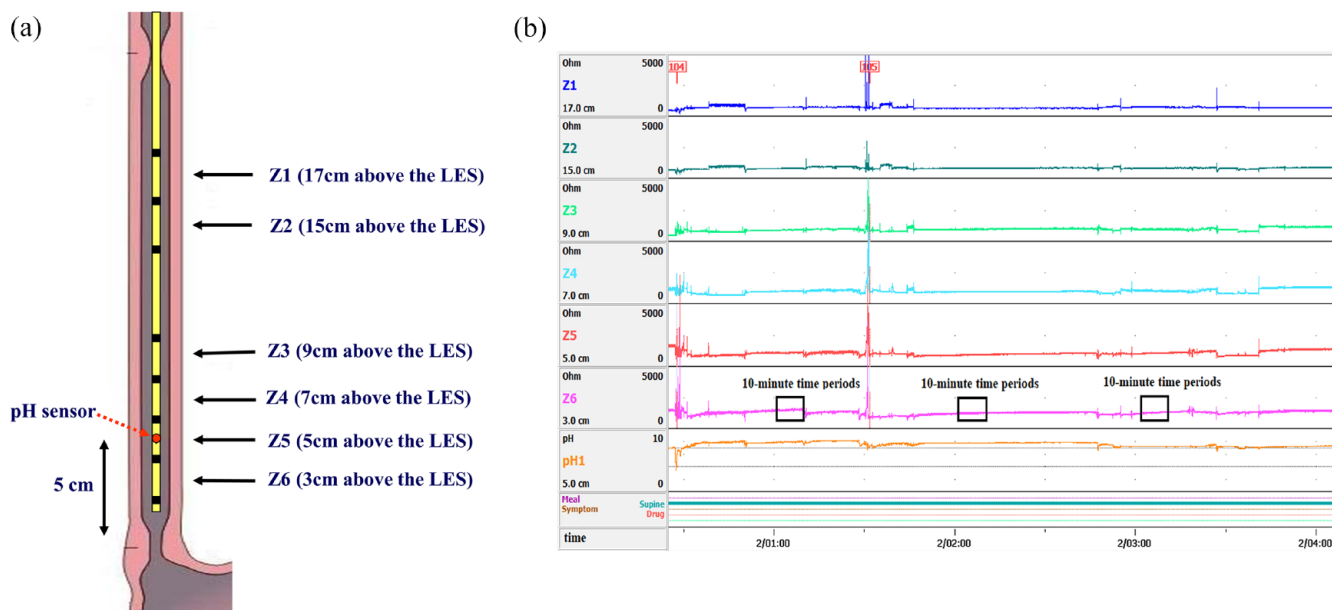 (a)
Z1 (17cm above the LES)
Z2 (15cm above the LES)
Z3 (9cm above the LES)
Z4 (7cm above the LES)
pH sensor
Z5 (5cm above the LES)
Z6 (3cm above the LES)
5 cm
(b)
104 105
Ohm 5000
Z1
17.0 cm 0
Ohm 5000
Z2
15.0 cm 0
Ohm 5000
Z3
9.0 cm 0
Ohm 5000
Z4
7.0 cm 0
Ohm 5000
Z5
5.0 cm 0
Ohm 5000
Z6
3.0 cm 0
10-minute time periods 10-minute time periods 10-minute time periods
pH 10
pH1
5.0 cm 0
Meal Supine
Symptom Drug
time 2/01:00 2/02:00 2/03:00 2/04:00